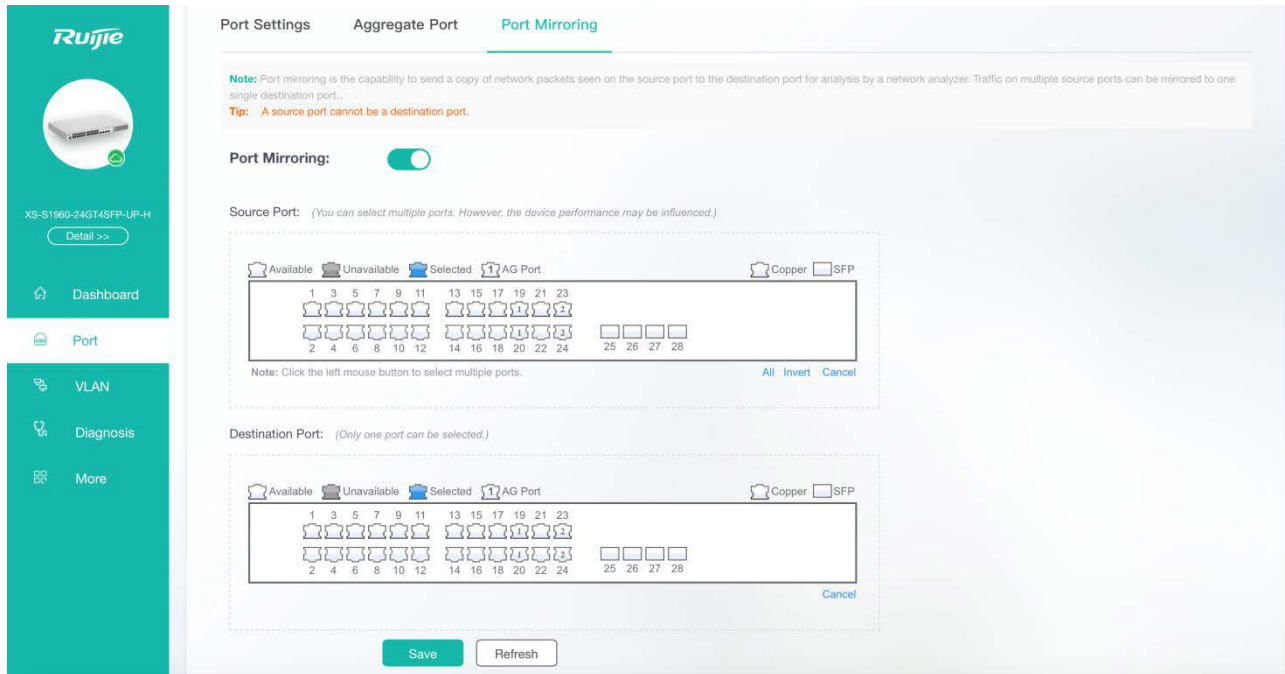 Ruijie
XS-S1960-24GT4SFP-UP-H
Detail >>
Dashboard
Port
VLAN
Diagnosis
More
Port Settings Aggregate Port Port Mirroring
Note: Port mirroring is the capability to send a copy of network packets seen on the source port to the destination port for analysis by a network analyzer. Traffic on multiple source ports can be mirrored to one
single destination port..
Tip: A source port cannot be a destination port.
Port Mirroring:
Source Port: (You can select multiple ports. However, the device performance may be influenced.)
Available Unavailable Selected 1 AG Port Copper SFP
1 3 5 7 9 11 13 15 17 19 21 23
1 2
1 2
2 4 6 8 10 12 14 16 18 20 22 24 25 26 27 28
Note: Click the left mouse button to select multiple ports. All Invert Cancel
Destination Port: (Only one port can be selected.)
Available Unavailable Selected 1 AG Port Copper SFP
1 3 5 7 9 11 13 15 17 19 21 23
1 2
1 2
2 4 6 8 10 12 14 16 18 20 22 24 25 26 27 28
Cancel
Save Refresh